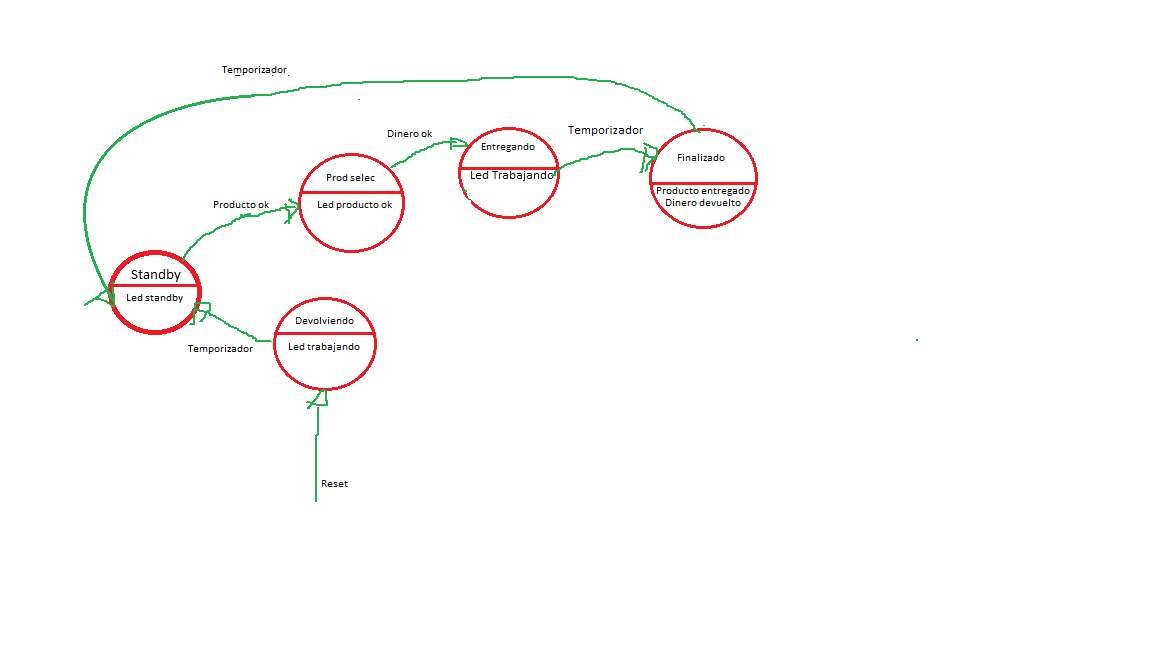 Temporizador
Dinero ok
Temporizador
Entregando
Led Trabajando
Finalizado
Producto entregado
Dinero devuelto
Prod selec
Led producto ok
Producto ok
Standby
Led standby
Devolviendo
Led trabajando
Temporizador
Reset